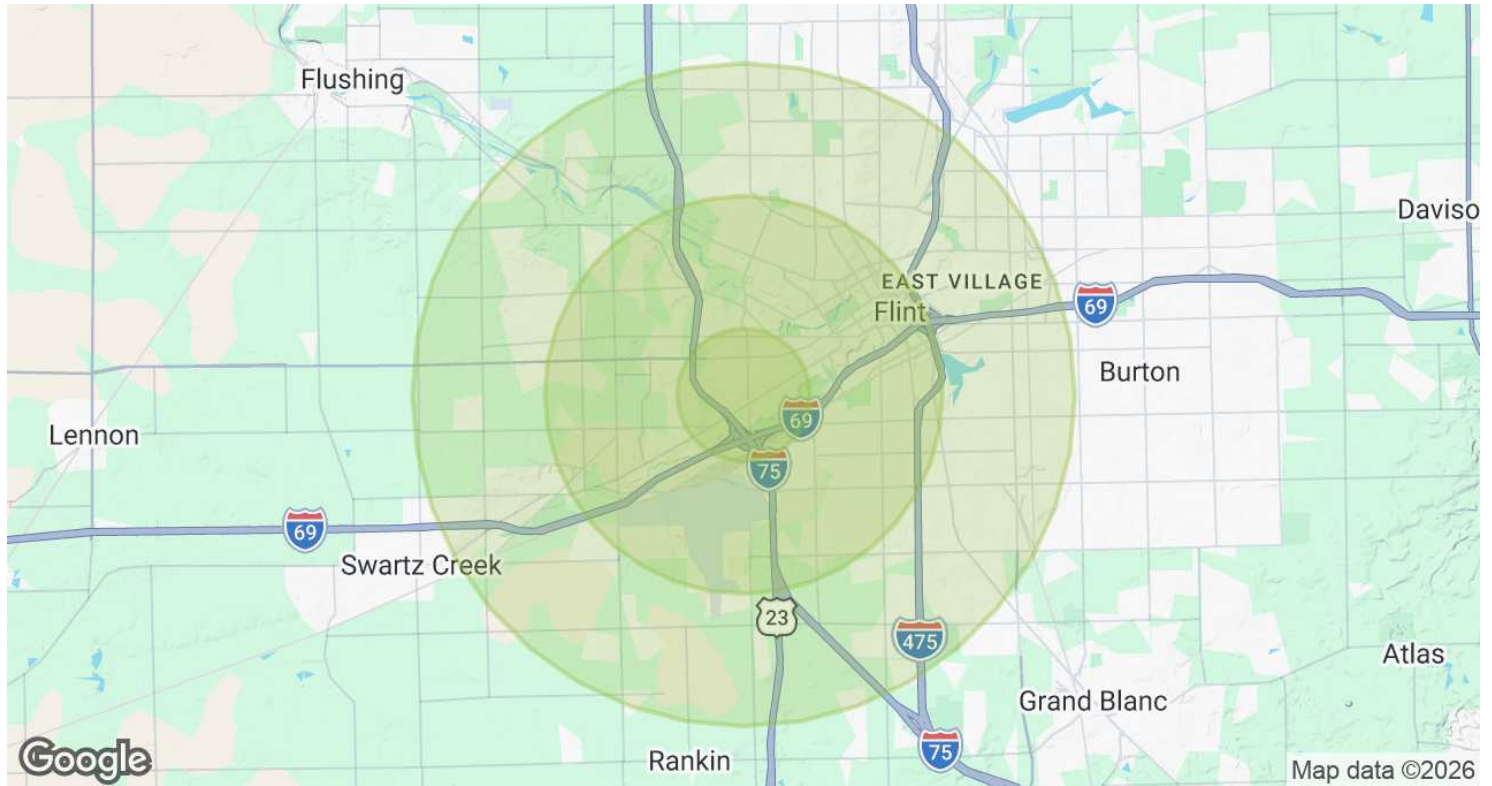 Flushing
Daviso
EAST VILLAGE
69
Flint
Burton
69
Lennon
75
69
Swartz Creek
23
475
Atlas
Grand Blanc
75
Rankin
Google
Map data ©2026